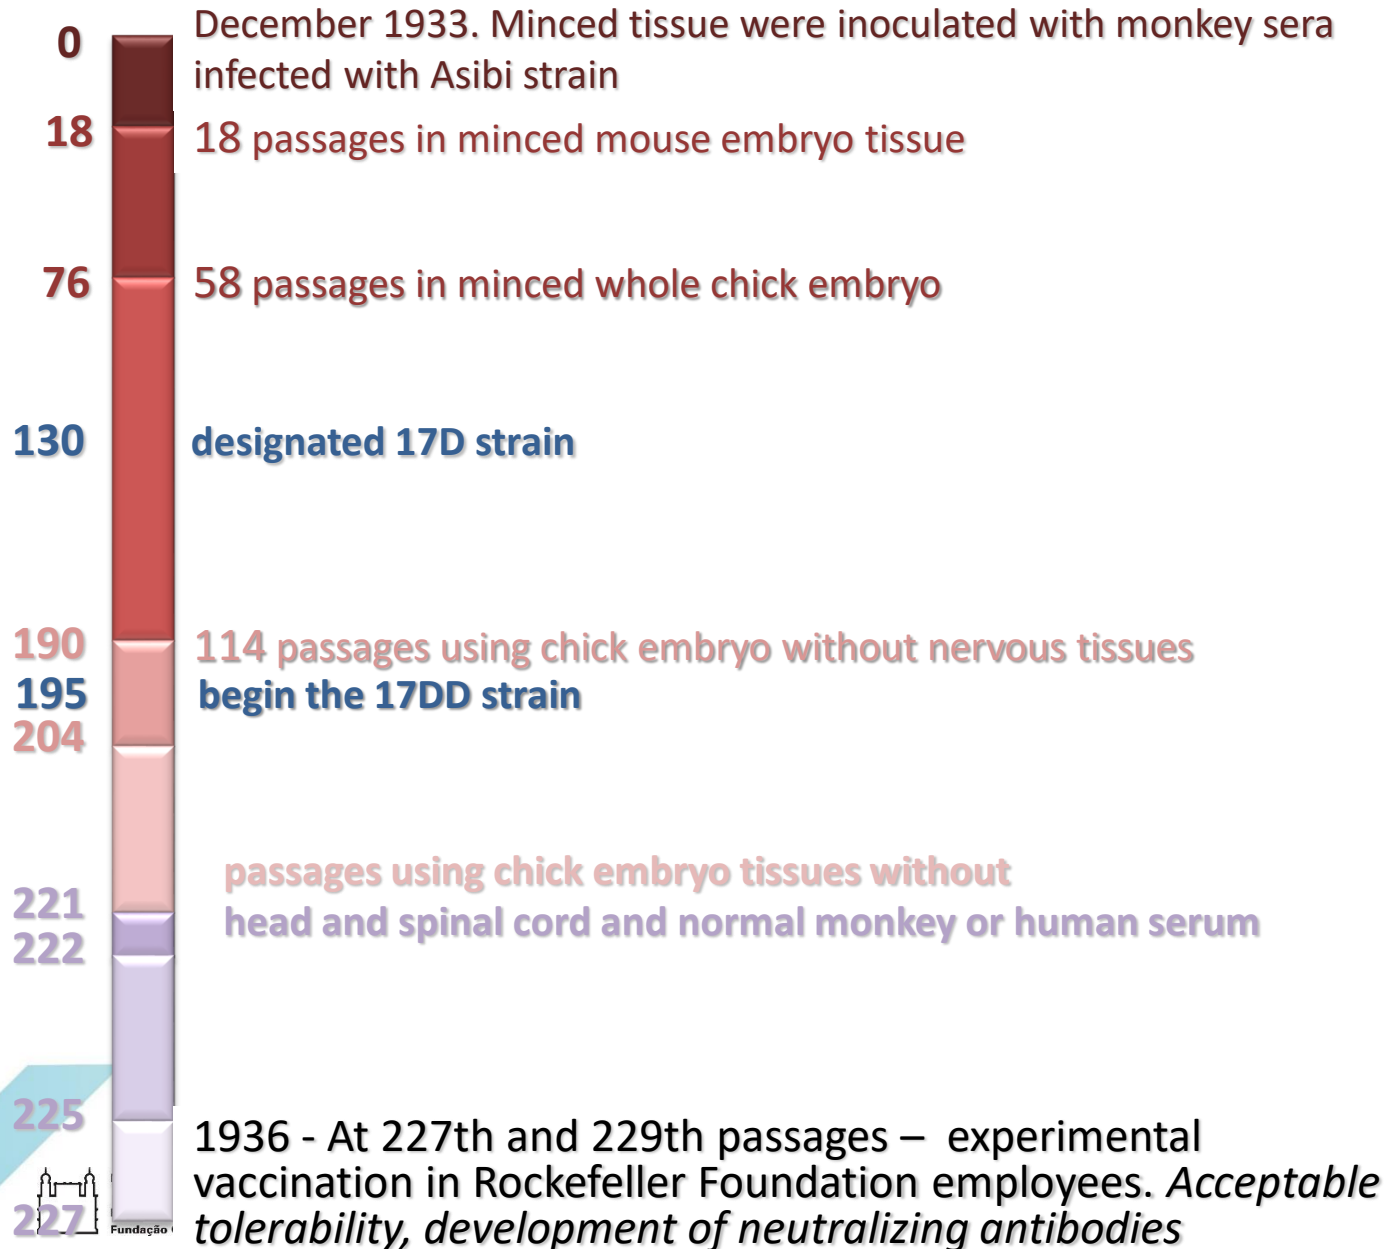 0
December 1933. Minced tissue were inoculated with monkey sera
infected with Asibi strain
18
18 passages in minced mouse embryo tissue
76
58 passages in minced whole chick embryo
130
designated 17D strain
190
114 passages using chick embryo without nervous tissues
195
begin the 17DD strain
204
passages using chick embryo tissues without
221
head and spinal cord and normal monkey or human serum
222
225
1936 - At 227th and 229th passages – experimental
vaccination in Rockefeller Foundation employees. Acceptable
227
Fundação
tolerability, development of neutralizing antibodies